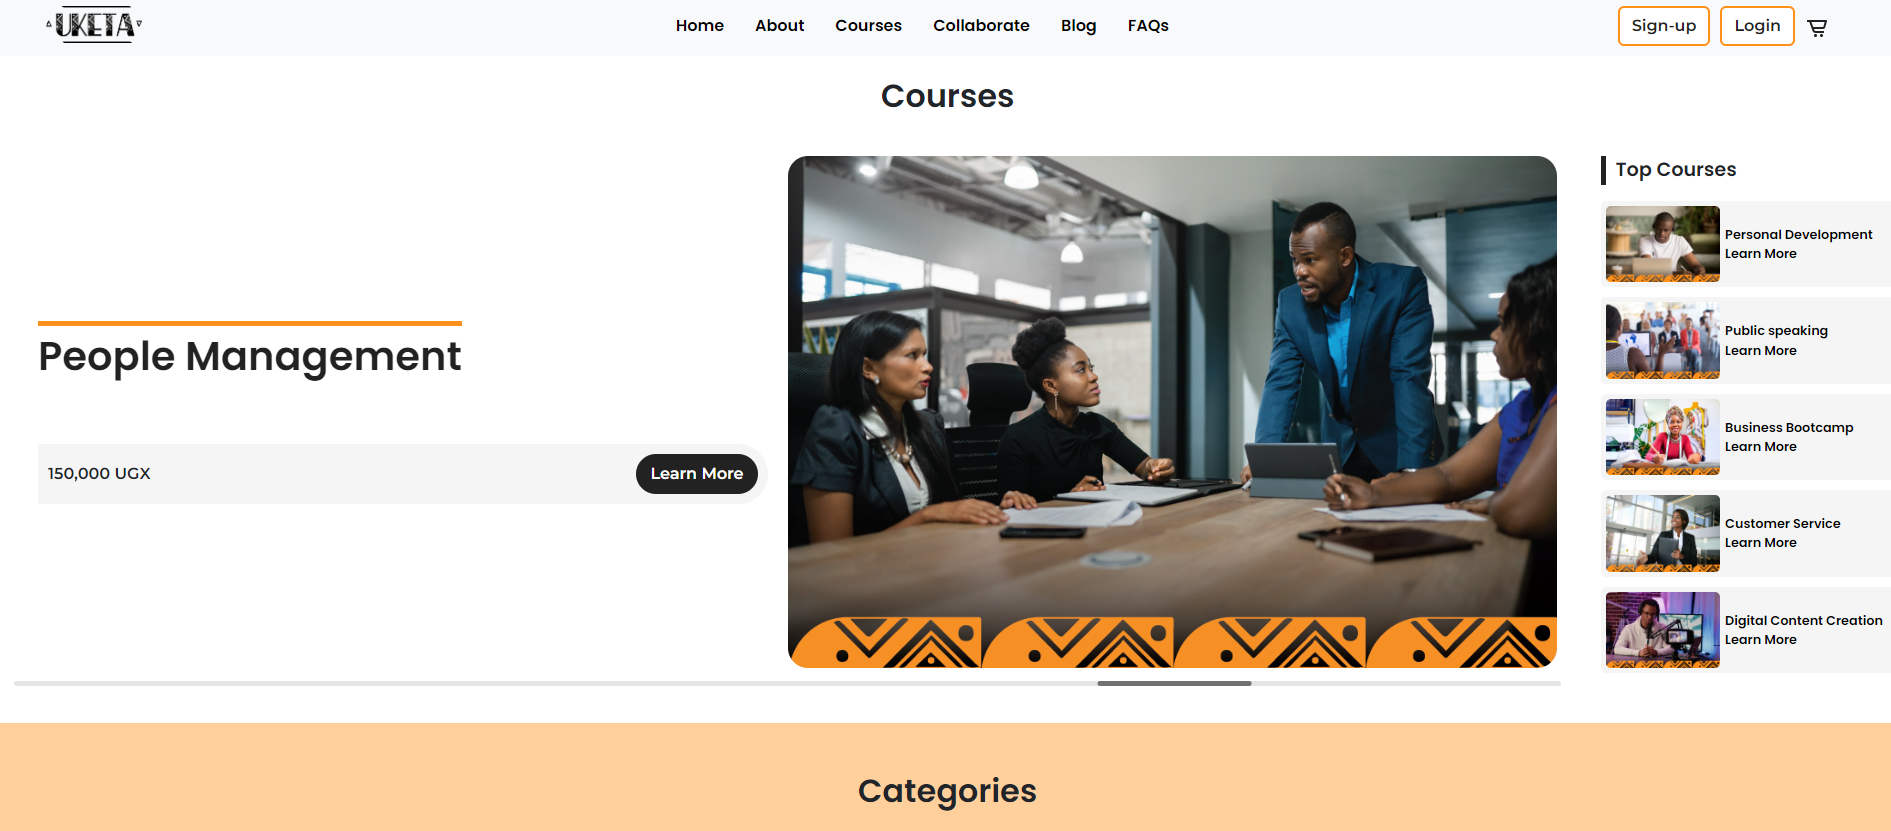 UKETA
Home
About
Courses
Collaborate
Blog
FAQs
Sign-up
Login
Courses
People Management
150,000 UGX
Learn More
Top Courses
Personal Development
Learn More
Public speaking
Learn More
Business Bootcamp
Learn More
Customer Service
Learn More
Digital Content Creation
Learn More
Categories